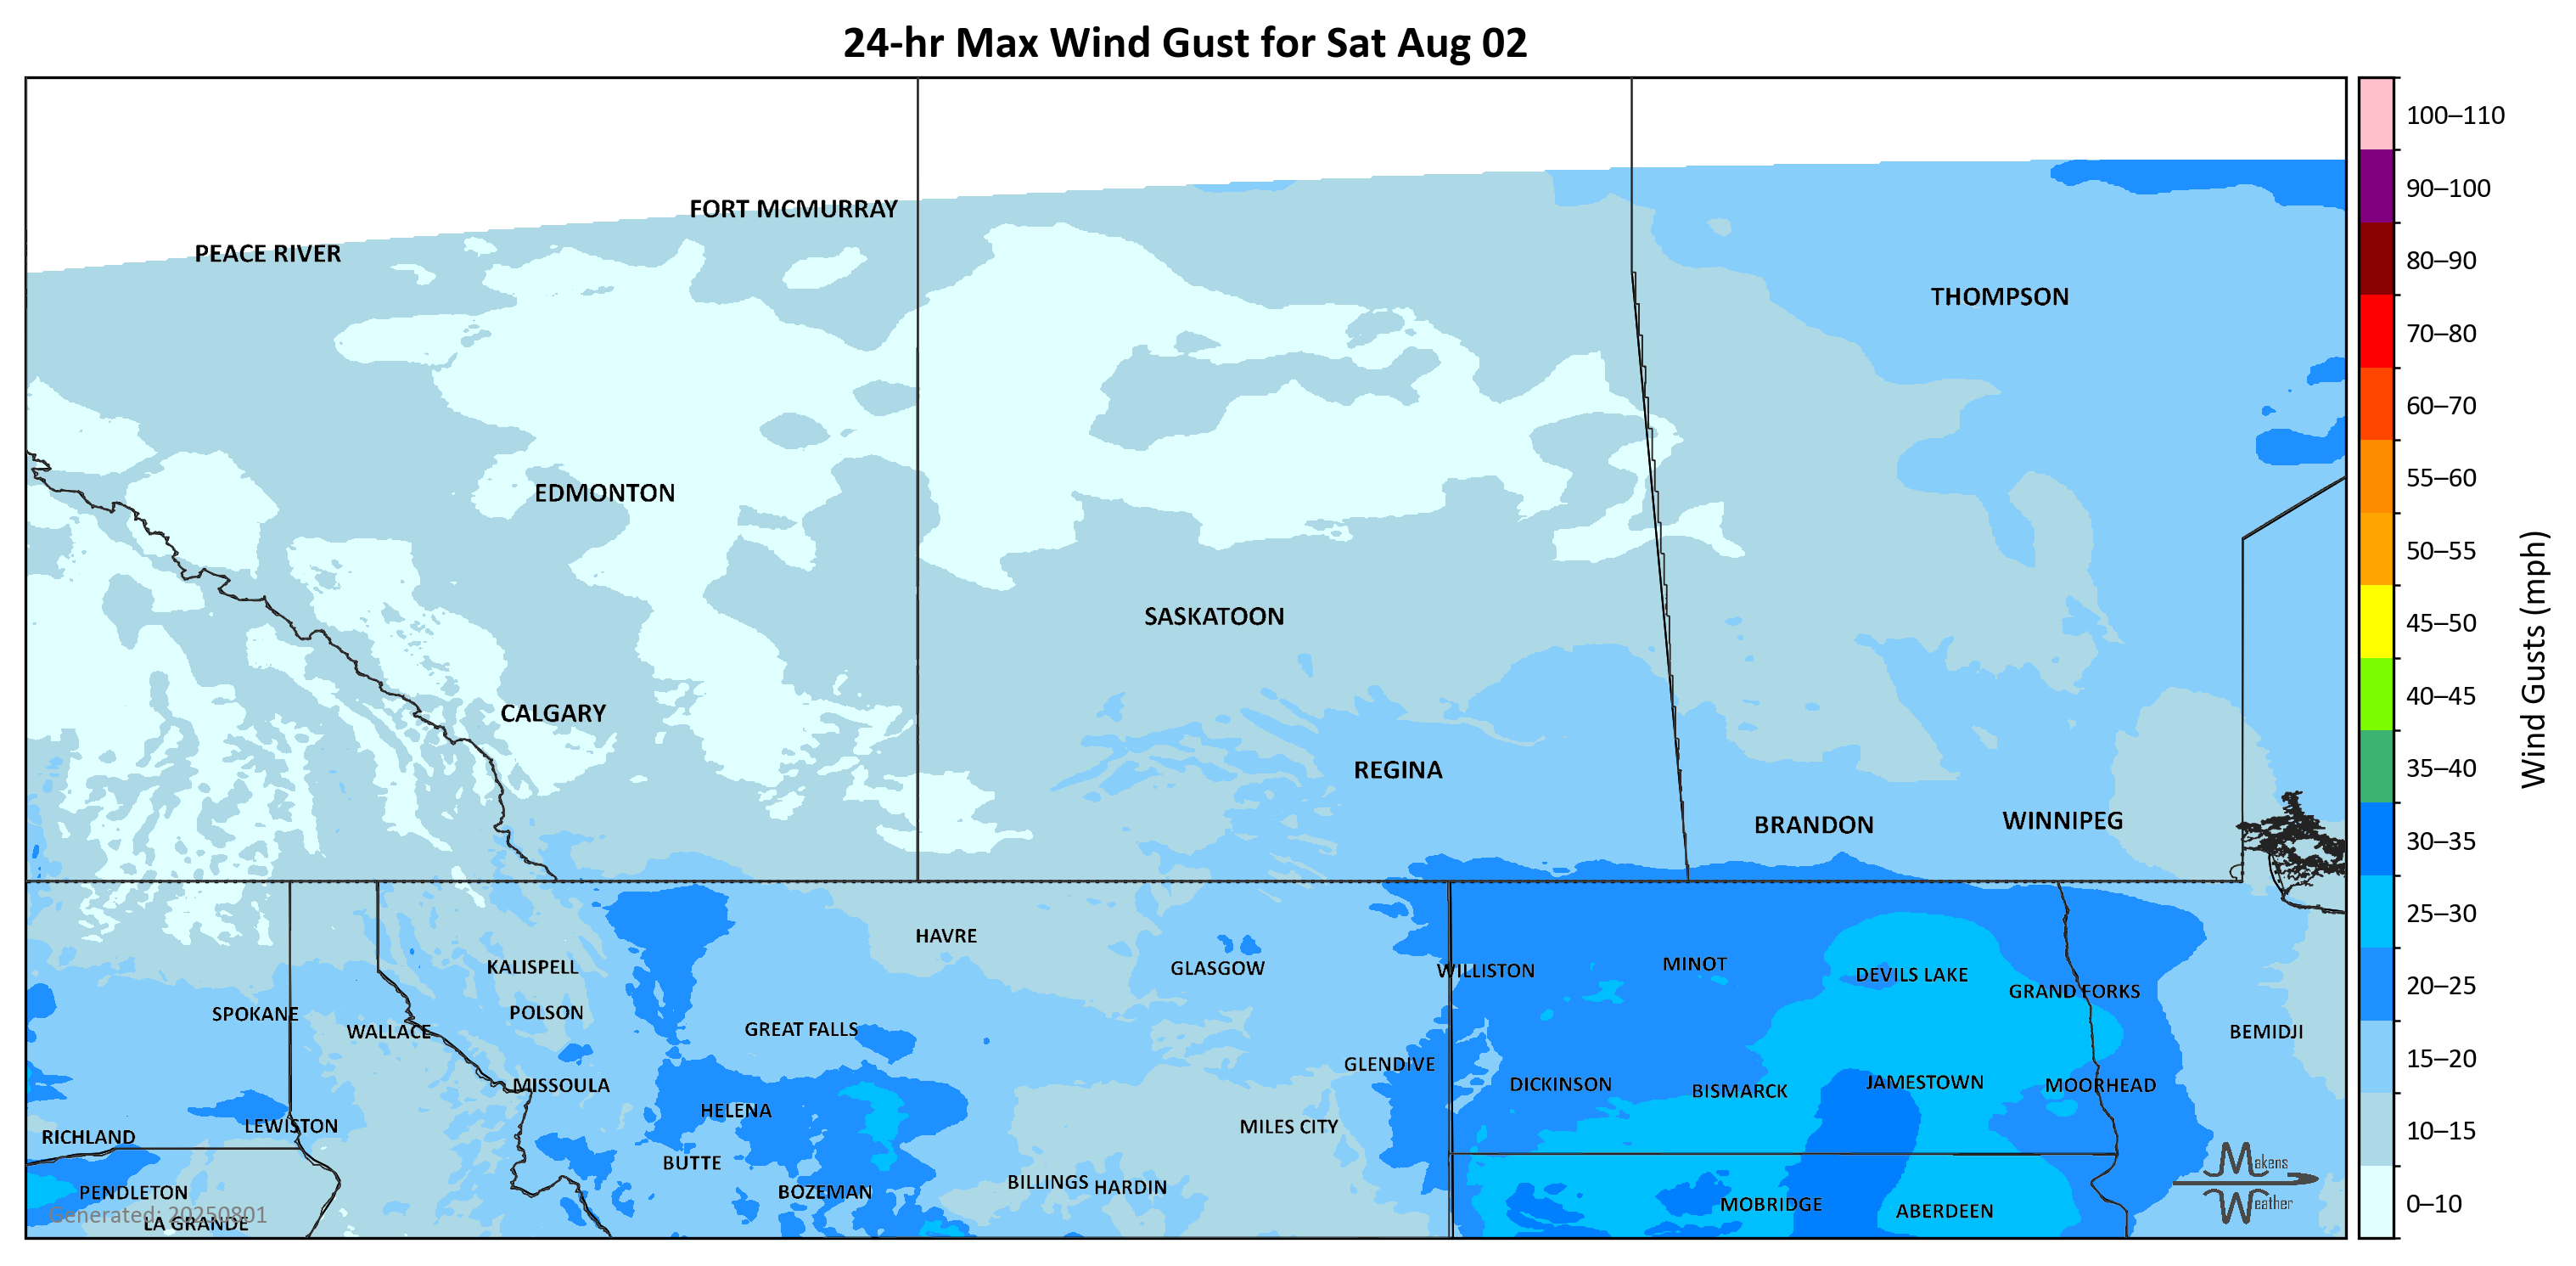 24-hr Max Wind Gust for Sat Aug 02
100–110
90–100
80–90
70–80
60–70
55–60
50–55
45–50
40–45
35–40
30–35
25–30
20–25
15–20
10–15
0–10
Wind Gusts (mph)
FORT MCMURRAY
PEACE RIVER
THOMPSON
EDMONTON
SASKATOON
CALGARY
REGINA
BRANDON
WINNIPEG
HAVRE
KALISPELL
GLASGOW
WILLISTON
MINOT
DEVILS LAKE
GRAND FORKS
SPOKANE
POLSON
WALLACE
GREAT FALLS
BEMIDJI
GLENDIVE
MISSOULA
DICKINSON
BISMARCK
JAMESTOWN
MOORHEAD
HELENA
LEWISTON
MILES CITY
RICHLAND
BUTTE
BILLINGS
HARDIN
PENDLETON
BOZEMAN
MOBRIDGE
ABERDEEN
LA GRANDE
Generated: 20250801
Makens
Weather